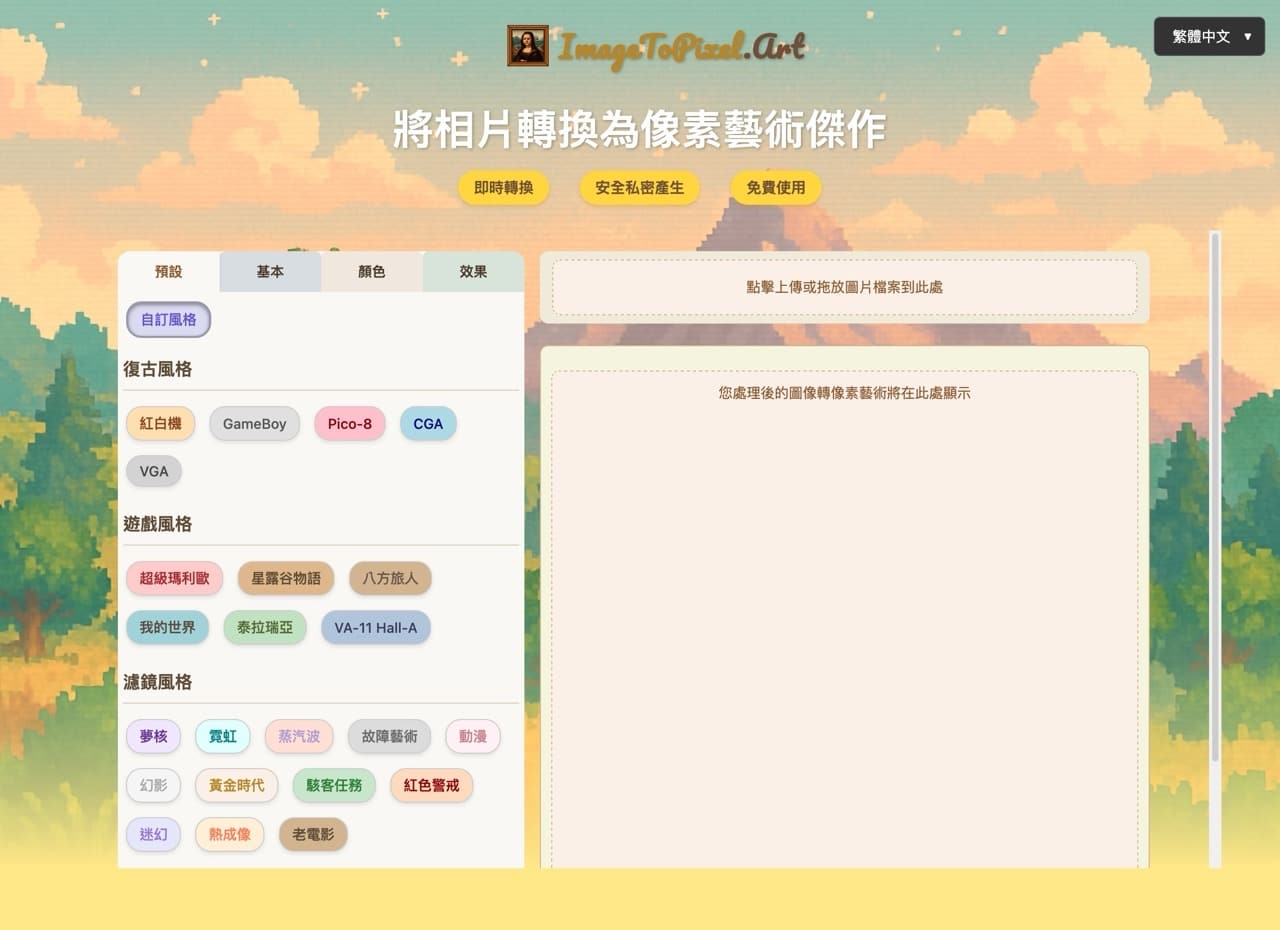 ImageToPixel.Art
繁體中文 ▼
將相片轉換為像素藝術傑作
即時轉換 安全私密產生 免費使用
預設 基本 顏色 效果
自訂風格
復古風格
紅白機 GameBoy Pico-8 CGA
VGA
遊戲風格
超級瑪利歐 星露谷物語 八方旅人
我的世界 泰拉瑞亞 VA-11 Hall-A
濾鏡風格
夢核 霓虹 蒸汽波 故障藝術 動漫
幻影 黃金時代 駭客任務 紅色警戒
迷幻 熱成像 老電影
點擊上傳或拖放圖片檔案到此處
您處理後的圖像轉像素藝術將在此處顯示